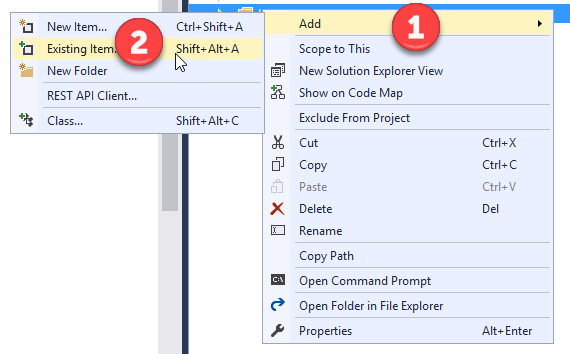 New Item... Ctrl+Shift+A
Existing Item... Shift+Alt+A
New Folder
REST API Client...
Class... Shift+Alt+C
2
1
Add
Scope to This
New Solution Explorer View
Show on Code Map
Exclude From Project
Cut Ctrl+X
Copy Ctrl+C
Paste Ctrl+V
Delete Del
Rename
Copy Path
C:\
Open Command Prompt
Open Folder in File Explorer
Properties Alt+Enter